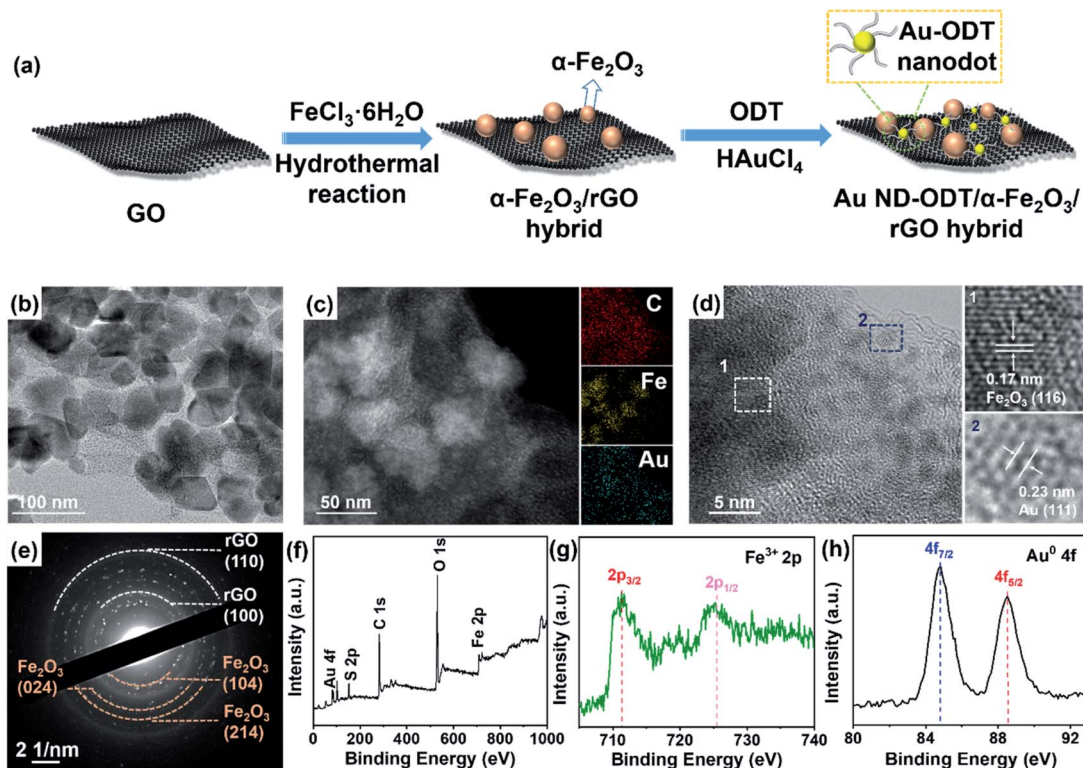 (a)
Au-ODT
nanodot
α-Fe₂O₃
FeCl₃·6H₂O
Hydrothermal
reaction
ODT
HAuCl₄
GO
α-Fe₂O₃/rGO
hybrid
Au ND-ODT/α-Fe₂O₃/
rGO hybrid
(b)
100 nm
(c)
50 nm
C
Fe
Au
(d)
1
2
5 nm
1
0.17 nm
Fe₂O₃ (116)
2
0.23 nm
Au (111)
(e)
rGO
(110)
rGO
(100)
Fe₂O₃
(024)
Fe₂O₃
(104)
Fe₂O₃
(214)
2 1/nm
(f)
Intensity (a.u.)
Au 4f
S 2p
C 1s
O 1s
Fe 2p
0 200 400 600 800 1000
Binding Energy (eV)
(g)
Fe³⁺ 2p
2p₃/₂
2p₁/₂
Intensity (a.u.)
710 720 730 740
Binding Energy (eV)
(h)
Au⁰ 4f
4f₇/₂
4f₅/₂
Intensity (a.u.)
80 84 88 92
Binding Energy (eV)